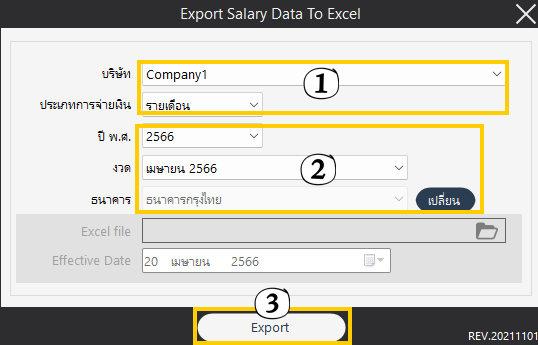 Export Salary Data To Excel
บริษัท Company1
1
ประเภทการจ่ายเงิน รายเดือน
ปี พ.ศ. 2566
2
งวด เมษายน 2566
ธนาคาร ธนาคารกรุงไทย เปลี่ยน
Excel file
Effective Date 20 เมษายน 2566
3
Export
REV.20211101